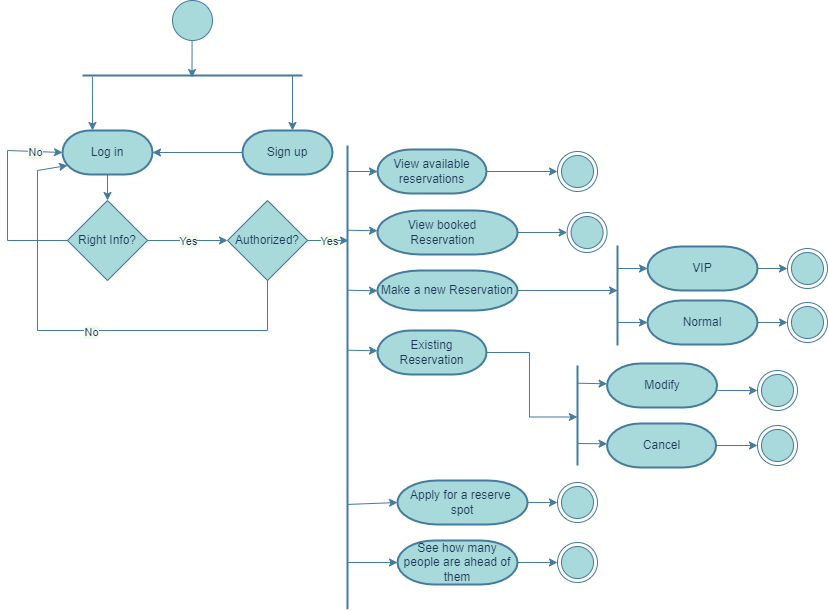 No
Log in
Sign up
Right Info?
Yes
Authorized?
Yes
No
View available
reservations
View booked
Reservation
Make a new Reservation
VIP
Normal
Existing
Reservation
Modify
Cancel
Apply for a reserve
spot
See how many
people are ahead of
them